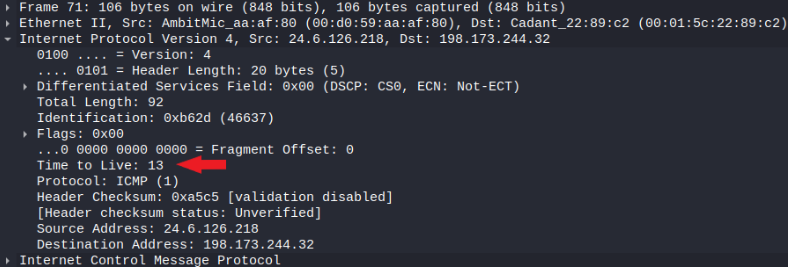 Frame 71: 106 bytes on wire (848 bits), 106 bytes captured (848 bits)
Ethernet II, Src: AmbitMic_aa:af:80 (00:d0:59:aa:af:80), Dst: Cadant_22:89:c2 (00:01:5c:22:89:c2)
Internet Protocol Version 4, Src: 24.6.126.218, Dst: 198.173.244.32
0100 .... = Version: 4
.... 0101 = Header Length: 20 bytes (5)
Differentiated Services Field: 0x00 (DSCP: CS0, ECN: Not-ECT)
Total Length: 92
Identification: 0xb62d (46637)
Flags: 0x00
...0 0000 0000 0000 = Fragment Offset: 0
Time to Live: 13
Protocol: ICMP (1)
Header Checksum: 0xa5c5 [validation disabled]
[Header checksum status: Unverified]
Source Address: 24.6.126.218
Destination Address: 198.173.244.32
Internet Control Message Protocol